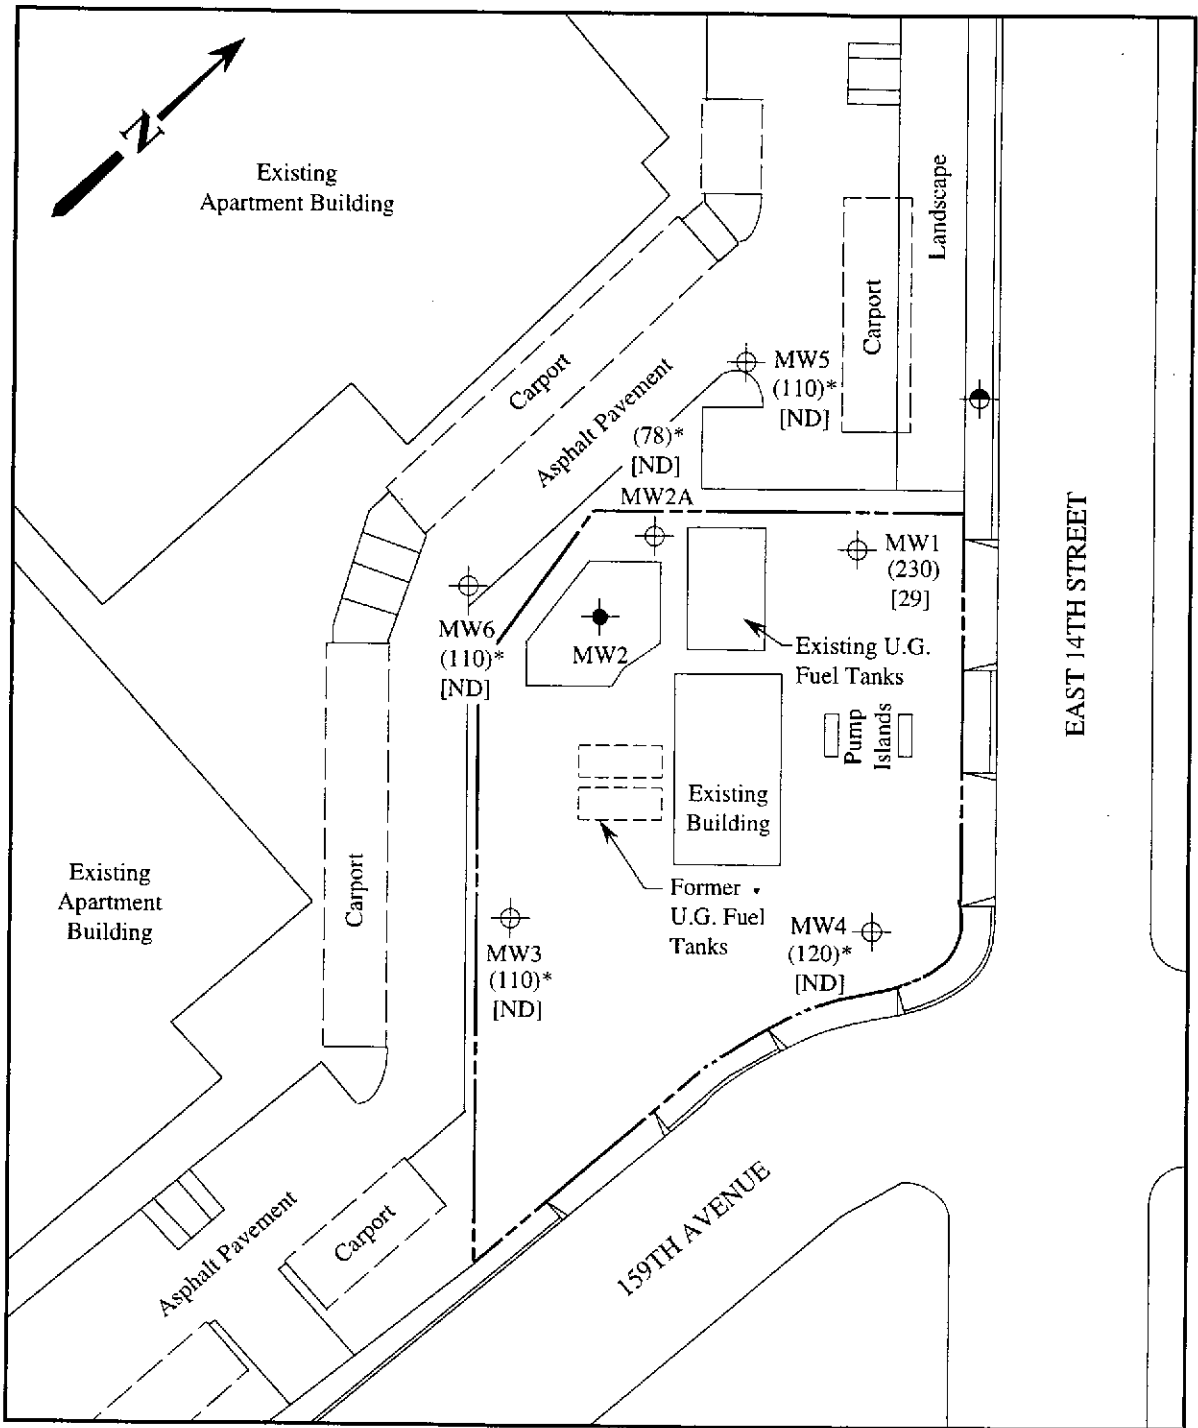 N
Existing
Apartment Building
Landscape
Carport
Carport
Asphalt Pavement
MW5
(110)*
[ND]
(78)*
[ND]
MW2A
MW1
(230)
[29]
MW6
(110)*
[ND]
MW2
Existing U.G.
Fuel Tanks
EAST 14TH STREET
Pump
Islands
Existing
Building
Existing
Apartment
Building
Carport
Former
U.G. Fuel
Tanks
MW3
(110)*
[ND]
MW4
(120)*
[ND]
159TH AVENUE
Asphalt Pavement
Carport